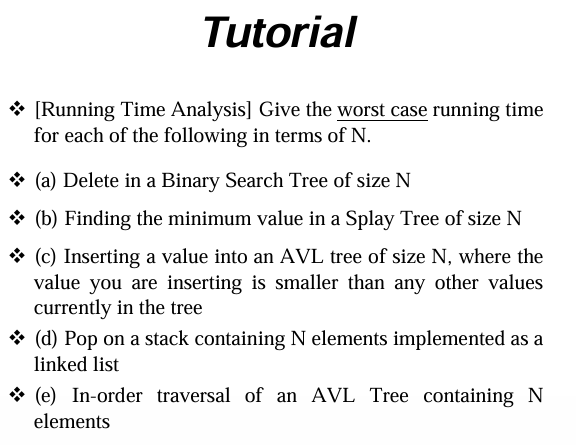 Tutorial
❖ [Running Time Analysis] Give the worst case running time
for each of the following in terms of N.
❖ (a) Delete in a Binary Search Tree of size N
❖ (b) Finding the minimum value in a Splay Tree of size N
❖ (c) Inserting a value into an AVL tree of size N, where the
value you are inserting is smaller than any other values
currently in the tree
❖ (d) Pop on a stack containing N elements implemented as a
linked list
❖ (e) In-order traversal of an AVL Tree containing N
elements